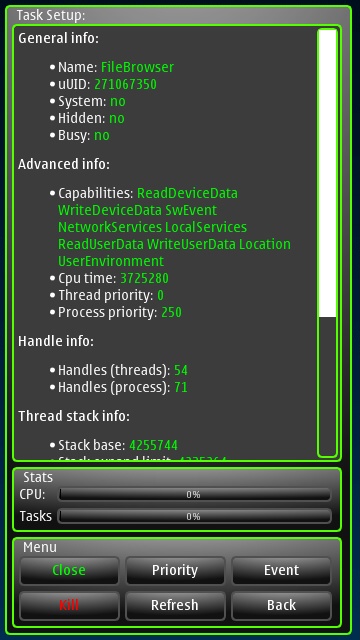 Task Setup:
General info:
• Name: FileBrowser
• uUID: 271067350
• System: no
• Hidden: no
• Busy: no
Advanced info:
• Capabilities: ReadDeviceData
WriteDeviceData SwEvent
NetworkServices LocalServices
ReadUserData WriteUserData Location
UserEnvironment
• Cpu time: 3725280
• Thread priority: 0
• Process priority: 250
Handle info:
• Handles (threads): 54
• Handles (process): 71
Thread stack info:
• Stack base: 4255744
• Stack expand limit:
Stats
CPU: 0%
Tasks 0%
Menu
Close Priority Event
Kill Refresh Back